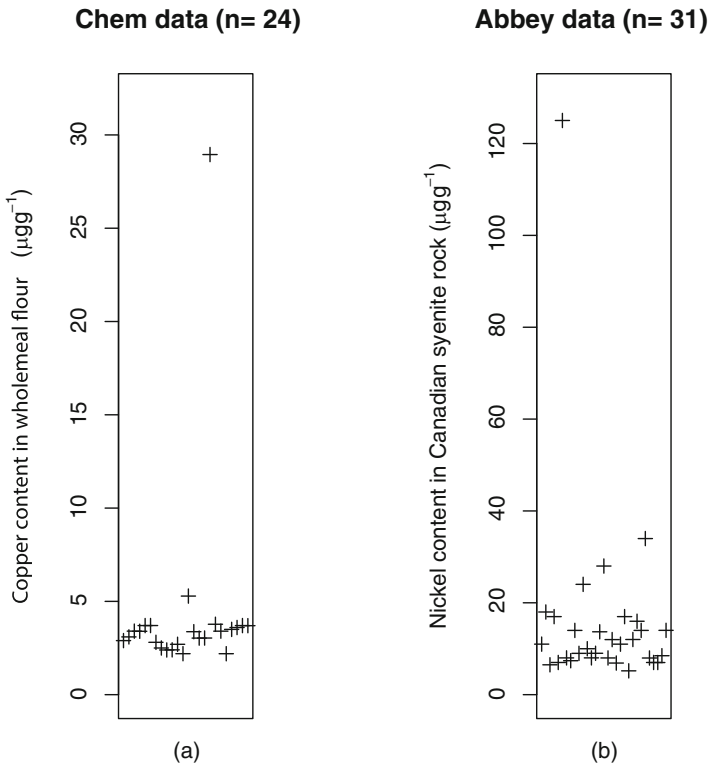 Chem data (n= 24)
Copper content in wholemeal flour (μgg⁻¹)
30
25
20
15
10
5
0
(a)
Abbey data (n= 31)
Nickel content in Canadian syenite rock (μgg⁻¹)
120
100
80
60
40
20
0
(b)